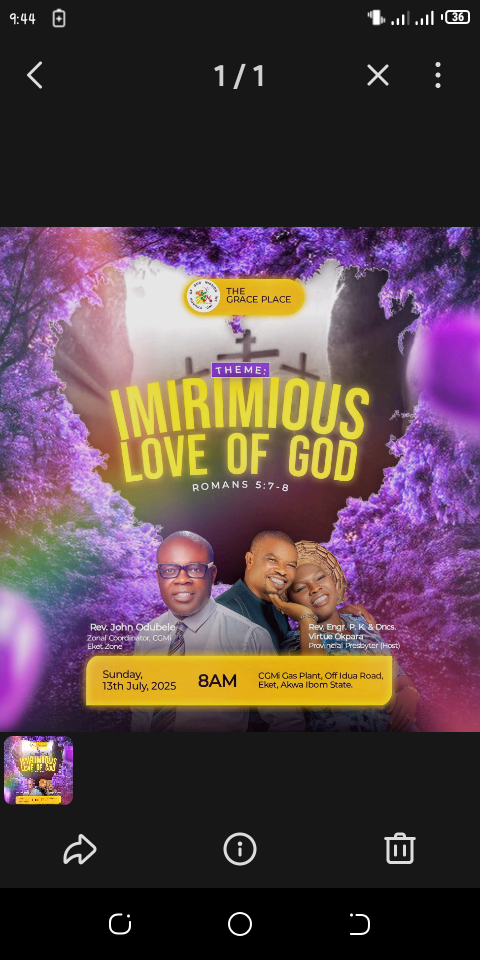 9:44
36
1 / 1
THE
GRACE PLACE
THEME:
IMIRIMIOUS
LOVE OF GOD
ROMANS 5:7-8
Rev. John Odubele
Zonal Coordinator, CGMi
Eket Zone
Rev, Engr. P. K. & Dncs.
Virtue Okpara
Provincial Presbyter (Host)
Sunday,
13th July, 2025
8AM
CGMi Gas Plant, Off Idua Road,
Eket, Akwa Ibom State.